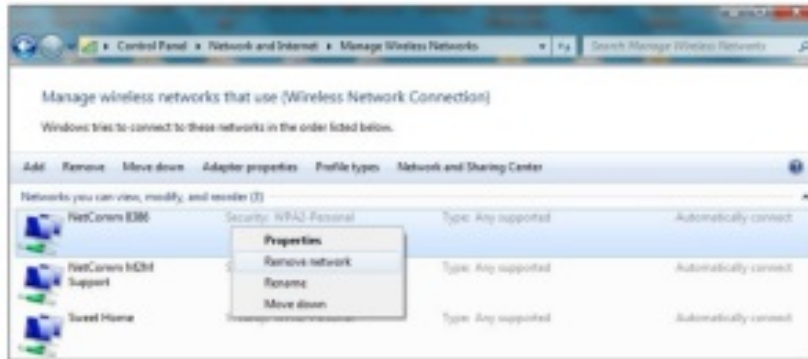 Control Panel ▸ Network and Internet ▸ Manage Wireless Networks
Search Manage Wireless Networks
Manage wireless networks that use (Wireless Network Connection)
Windows tries to connect to these networks in the order listed below.
Add Remove Move down Adapter properties Profile types Network and Sharing Center
Networks you can view, modify, and reorder (3)
NetComm Security: WPA2-Personal Type: Any supported Automatically connect
Properties
Remove network
Rename
Move down
NetComm M2M Support Type: Any supported Automatically connect
Sweet Home Type: Any supported Automatically connect